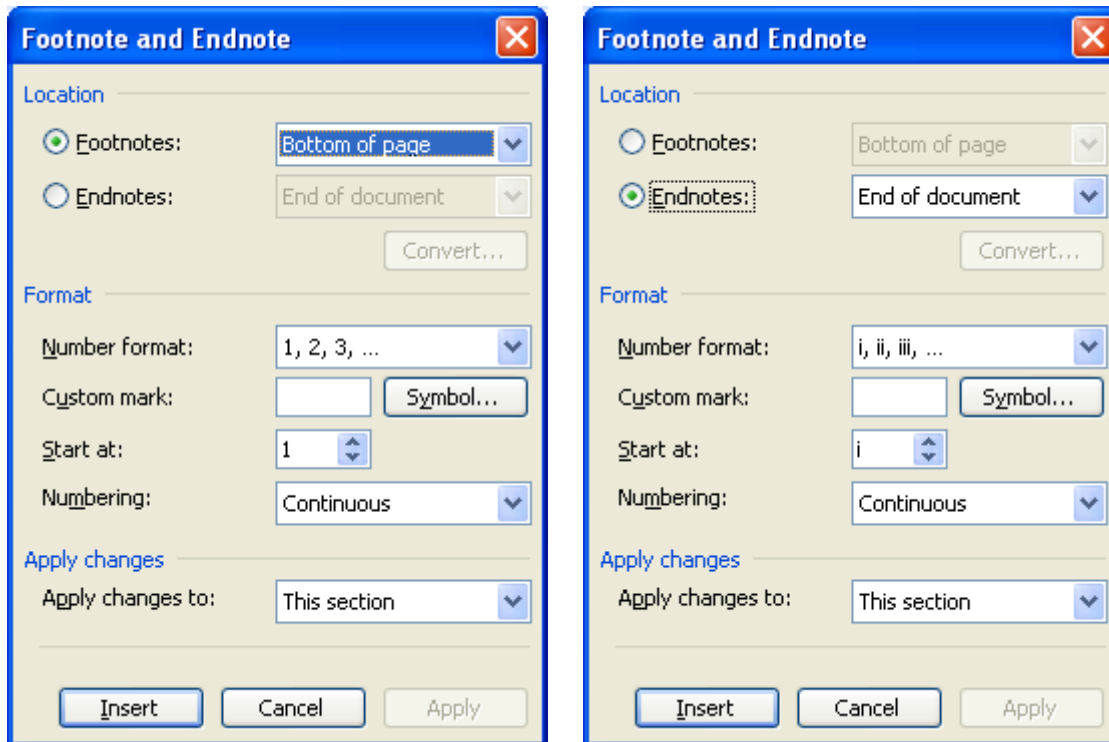 Footnote and Endnote
Location
Footnotes: Bottom of page
Endnotes: End of document
Convert...
Format
Number format: 1, 2, 3, ...
Custom mark: Symbol...
Start at: 1
Numbering: Continuous
Apply changes
Apply changes to: This section
Insert Cancel Apply
Footnote and Endnote
Location
Footnotes: Bottom of page
Endnotes: End of document
Convert...
Format
Number format: i, ii, iii, ...
Custom mark: Symbol...
Start at: i
Numbering: Continuous
Apply changes
Apply changes to: This section
Insert Cancel Apply